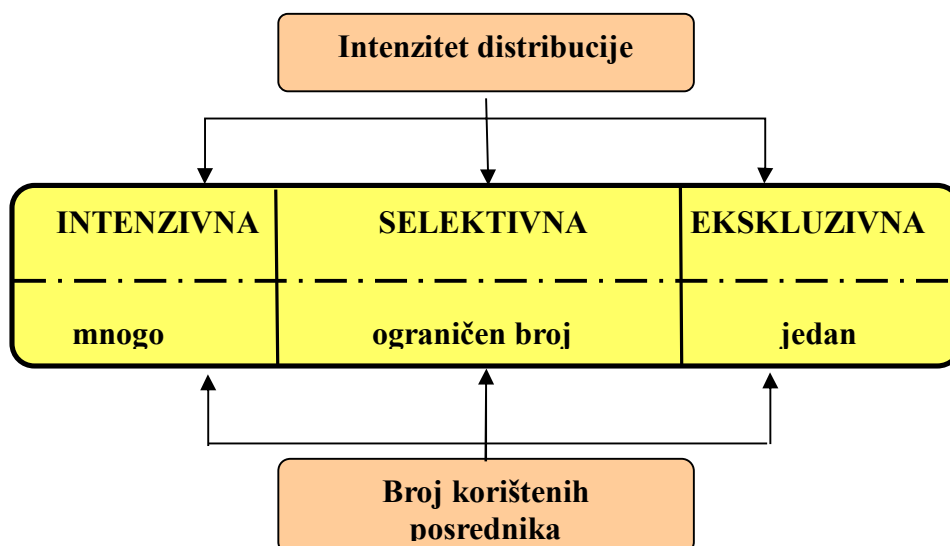 Intenzitet distribucije
INTENZIVNA SELEKTIVNA EKSKLUZIVNA
mnogo ograničen broj jedan
Broj korištenih
posrednika